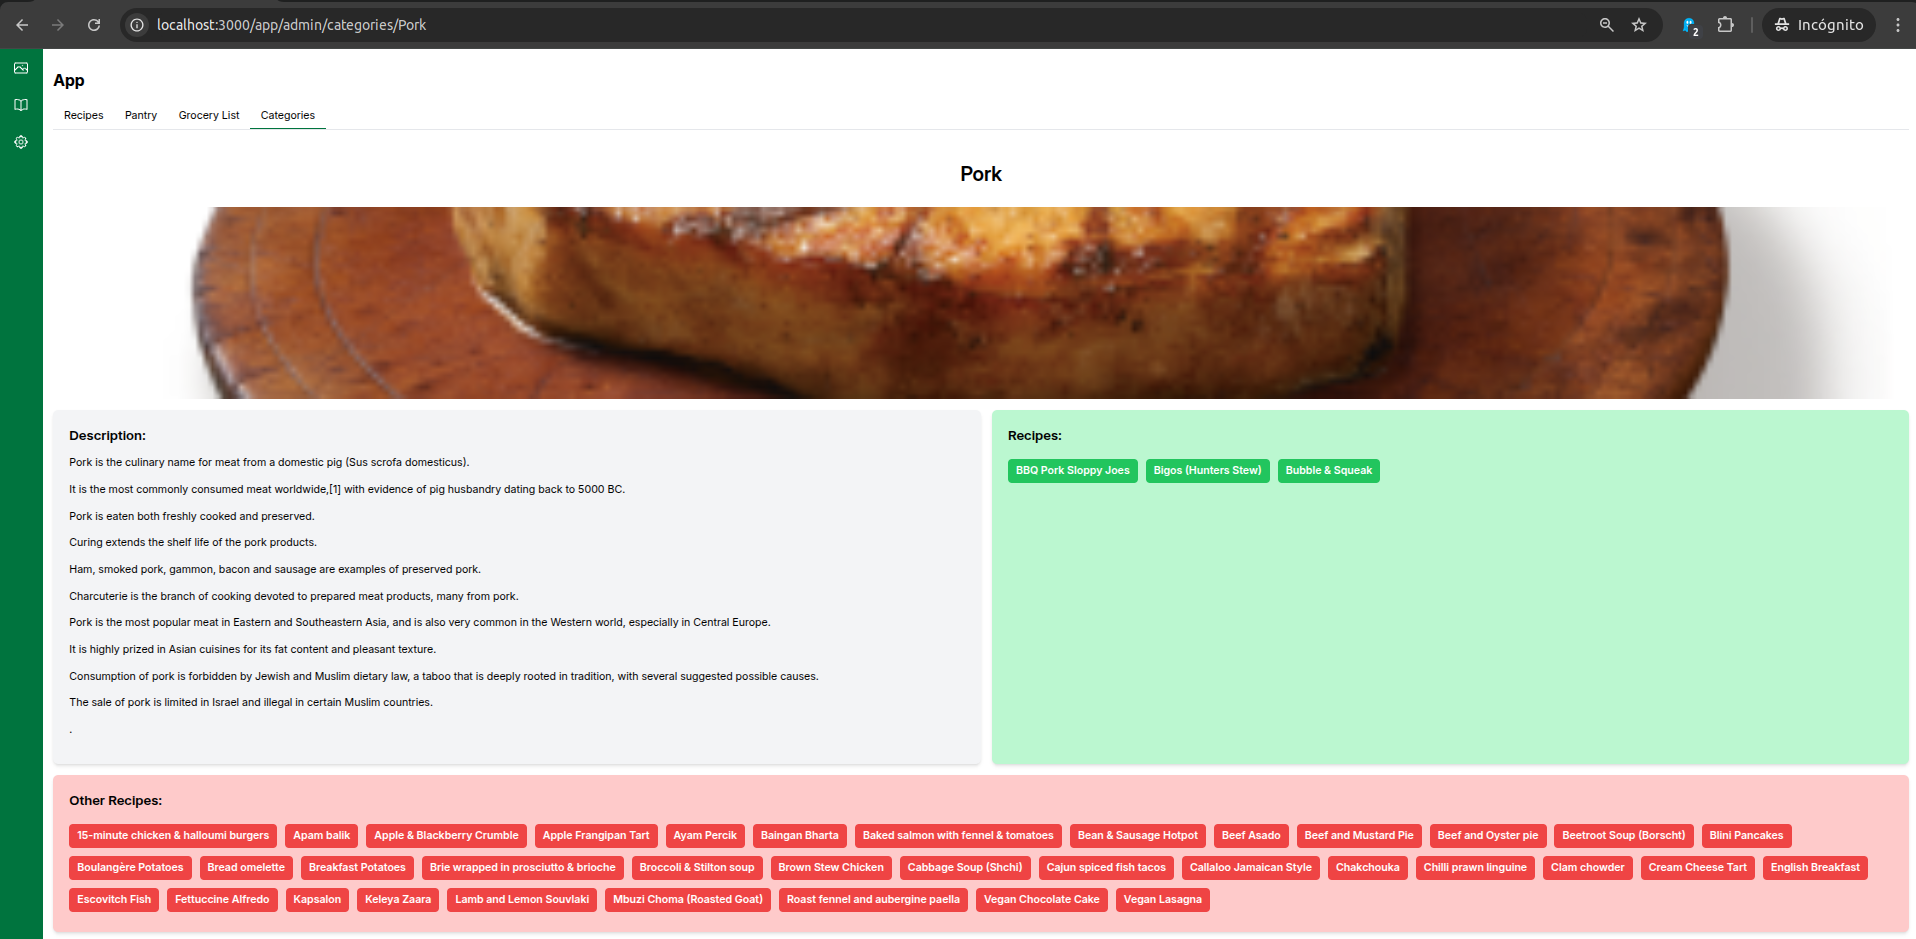 localhost:3000/app/admin/categories/Pork
2
Incógnito
App
Recipes Pantry Grocery List Categories
Pork
Description:
Pork is the culinary name for meat from a domestic pig (Sus scrofa domesticus).
It is the most commonly consumed meat worldwide,[1] with evidence of pig husbandry dating back to 5000 BC.
Pork is eaten both freshly cooked and preserved.
Curing extends the shelf life of the pork products.
Ham, smoked pork, gammon, bacon and sausage are examples of preserved pork.
Charcuterie is the branch of cooking devoted to prepared meat products, many from pork.
Pork is the most popular meat in Eastern and Southeastern Asia, and is also very common in the Western world, especially in Central Europe.
It is highly prized in Asian cuisines for its fat content and pleasant texture.
Consumption of pork is forbidden by Jewish and Muslim dietary law, a taboo that is deeply rooted in tradition, with several suggested possible causes.
The sale of pork is limited in Israel and illegal in certain Muslim countries.
.
Recipes:
BBQ Pork Sloppy Joes Bigos (Hunters Stew) Bubble & Squeak
Other Recipes:
15-minute chicken & halloumi burgers Apam balik Apple & Blackberry Crumble Apple Frangipan Tart Ayam Percik Baingan Bharta Baked salmon with fennel & tomatoes Bean & Sausage Hotpot Beef Asado Beef and Mustard Pie Beef and Oyster pie Beetroot Soup (Borscht) Blini Pancakes
Boulangère Potatoes Bread omelette Breakfast Potatoes Brie wrapped in prosciutto & brioche Broccoli & Stilton soup Brown Stew Chicken Cabbage Soup (Shchi) Cajun spiced fish tacos Callaloo Jamaican Style Chakchouka Chilli prawn linguine Clam chowder Cream Cheese Tart English Breakfast
Escovitch Fish Fettuccine Alfredo Kapsalon Keleya Zaara Lamb and Lemon Souvlaki Mbuzi Choma (Roasted Goat) Roast fennel and aubergine paella Vegan Chocolate Cake Vegan Lasagna